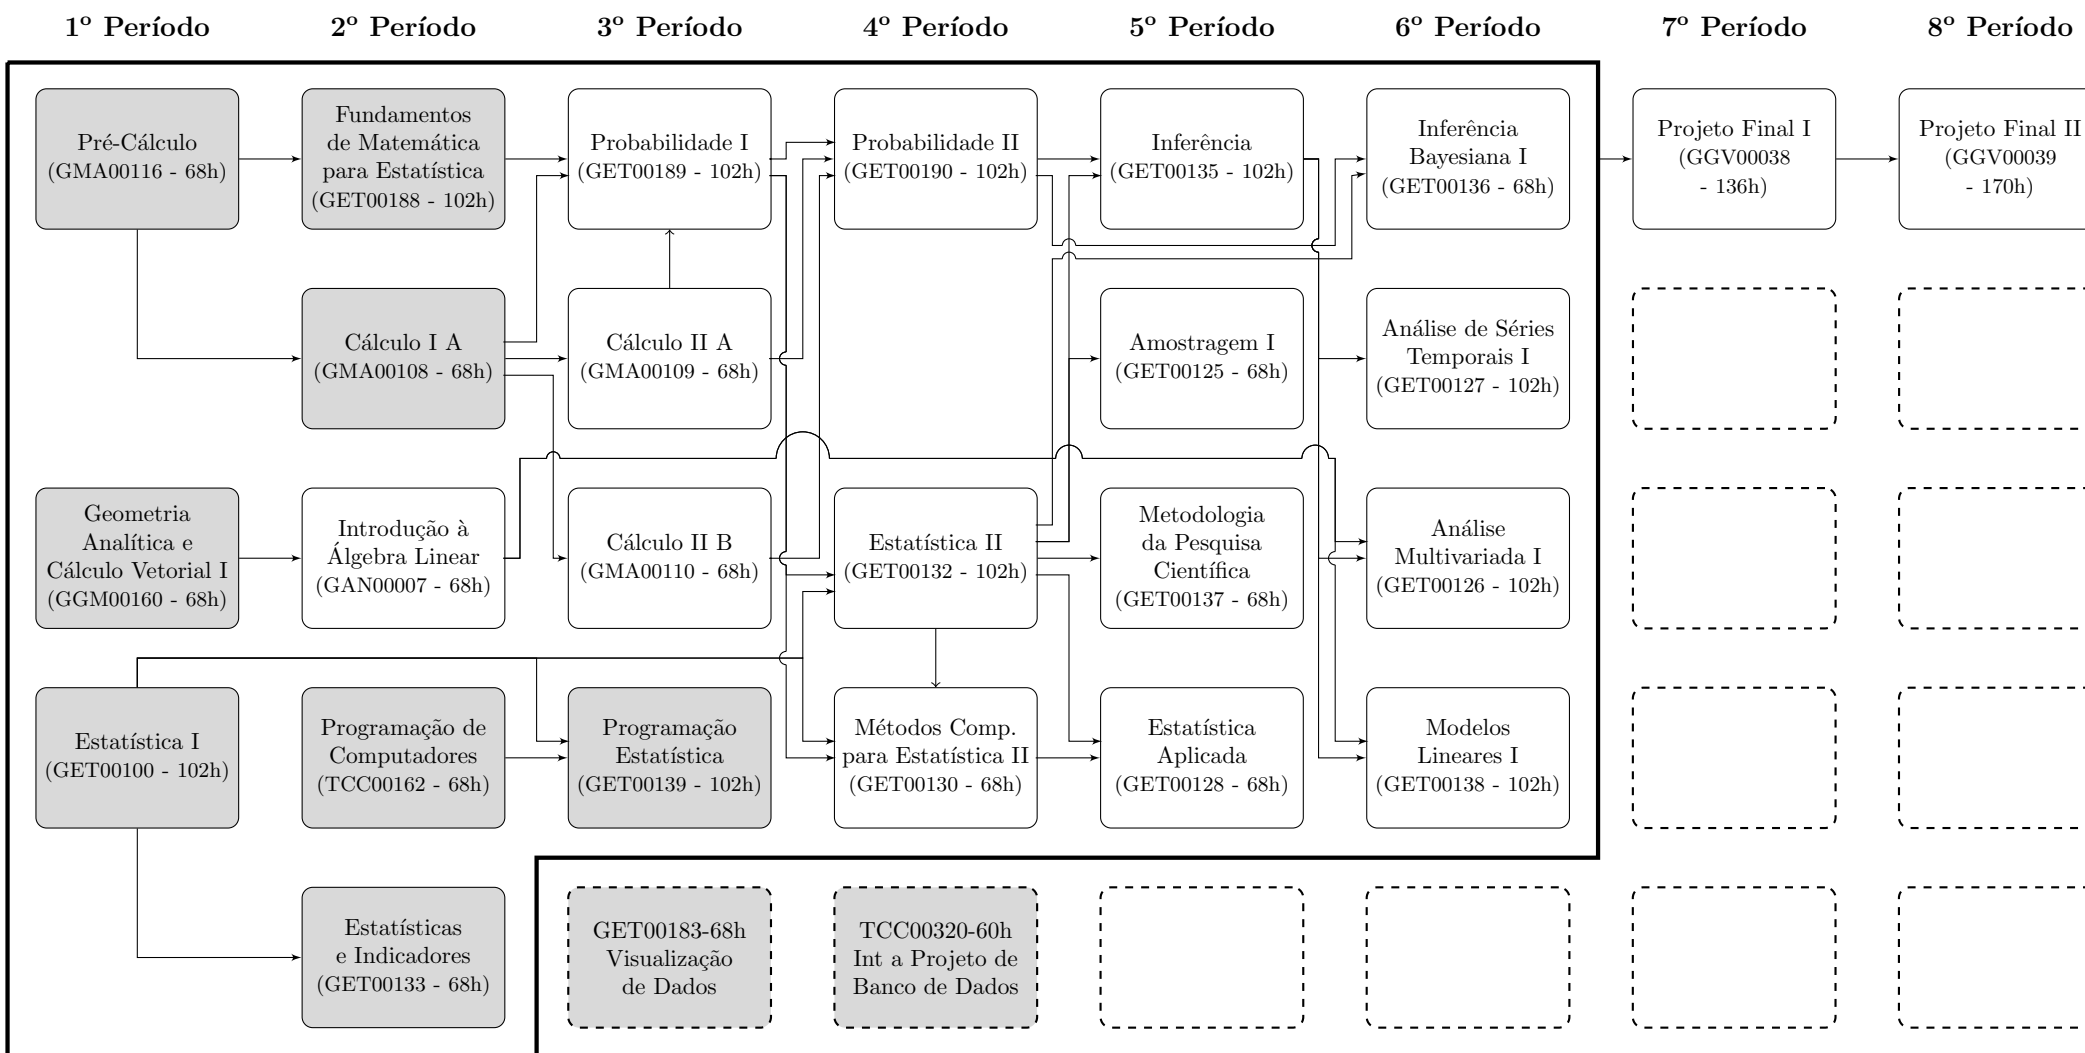 1º Período
2º Período
3º Período
4º Período
5º Período
6º Período
7º Período
8º Período
Pré-Cálculo
(GMA00116 - 68h)
Fundamentos
de Matemática
para Estatística
(GET00188 - 102h)
Probabilidade I
(GET00189 - 102h)
Probabilidade II
(GET00190 - 102h)
Inferência
(GET00135 - 102h)
Inferência
Bayesiana I
(GET00136 - 68h)
Projeto Final I
(GGV00038
- 136h)
Projeto Final II
(GGV00039
- 170h)
Cálculo I A
(GMA00108 - 68h)
Cálculo II A
(GMA00109 - 68h)
Amostragem I
(GET00125 - 68h)
Análise de Séries
Temporais I
(GET00127 - 102h)
Geometria
Analítica e
Cálculo Vetorial I
(GGM00160 - 68h)
Introdução à
Álgebra Linear
(GAN00007 - 68h)
Cálculo II B
(GMA00110 - 68h)
Estatística II
(GET00132 - 102h)
Metodologia
da Pesquisa
Científica
(GET00137 - 68h)
Análise
Multivariada I
(GET00126 - 102h)
Estatística I
(GET00100 - 102h)
Programação de
Computadores
(TCC00162 - 68h)
Programação
Estatística
(GET00139 - 102h)
Métodos Comp.
para Estatística II
(GET00130 - 68h)
Estatística
Aplicada
(GET00128 - 68h)
Modelos
Lineares I
(GET00138 - 102h)
Estatísticas
e Indicadores
(GET00133 - 68h)
GET00183-68h
Visualização
de Dados
TCC00320-60h
Int a Projeto de
Banco de Dados